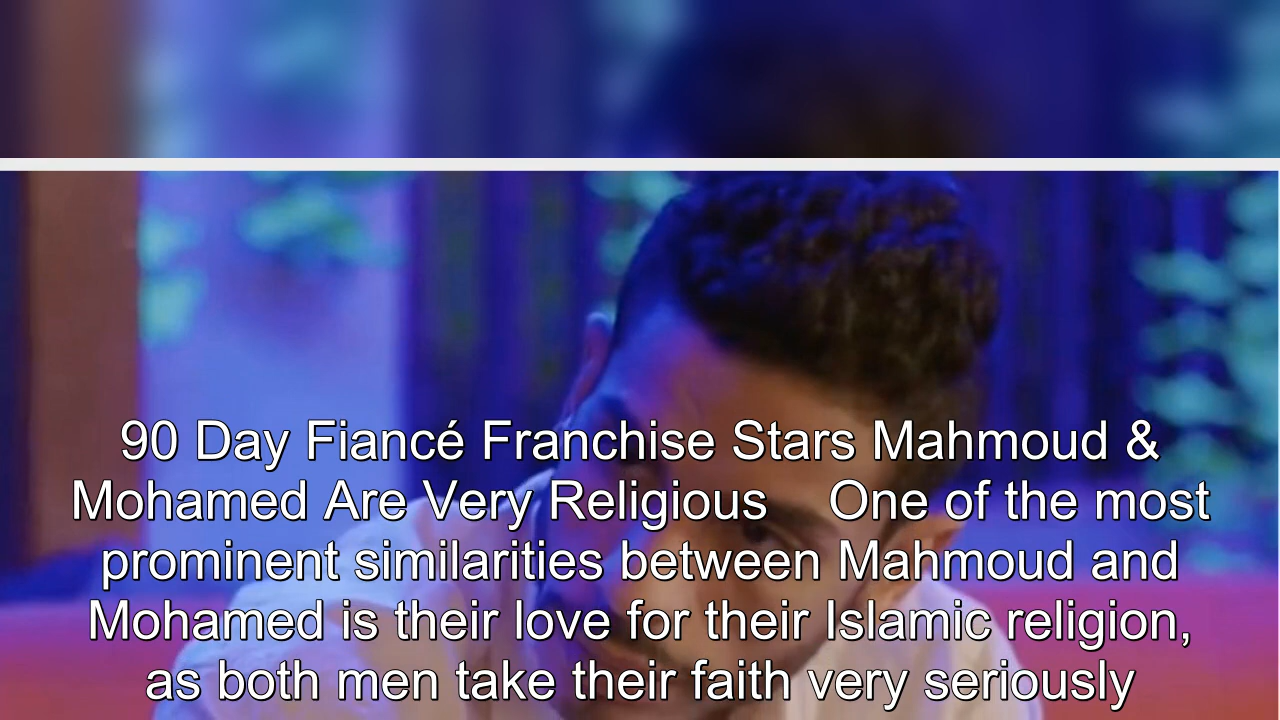 90 Day Fiancé Franchise Stars Mahmoud &
Mohamed Are Very Religious    One of the most
prominent similarities between Mahmoud and
Mohamed is their love for their Islamic religion,
as both men take their faith very seriously